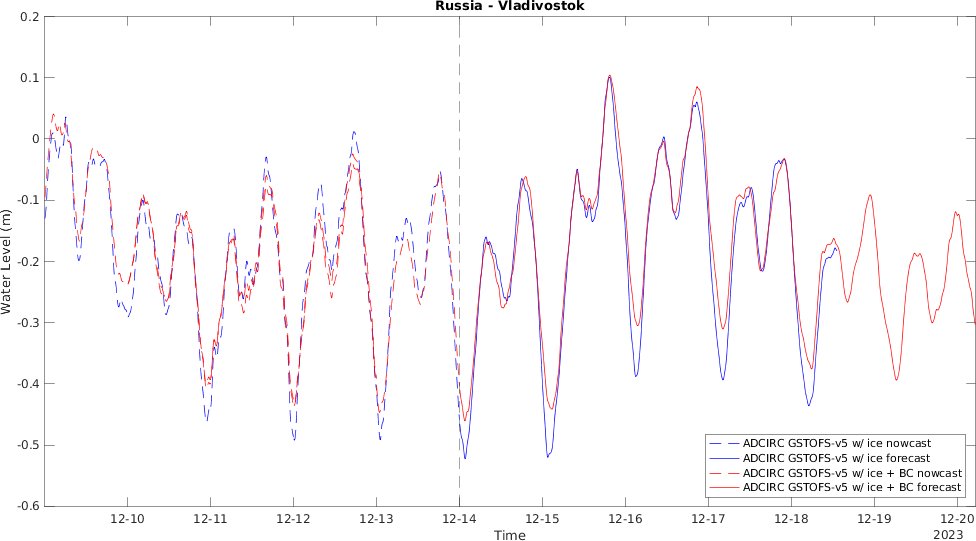 Russia - Vladivostok
Water Level (m)
0.2
0.1
0
-0.1
-0.2
-0.3
-0.4
-0.5
-0.6
ADCIRC GSTOFS-v5 w/ ice nowcast
ADCIRC GSTOFS-v5 w/ ice forecast
ADCIRC GSTOFS-v5 w/ ice + BC nowcast
ADCIRC GSTOFS-v5 w/ ice + BC forecast
12-10 12-11 12-12 12-13 12-14 12-15 12-16 12-17 12-18 12-19 12-20
Time
2023